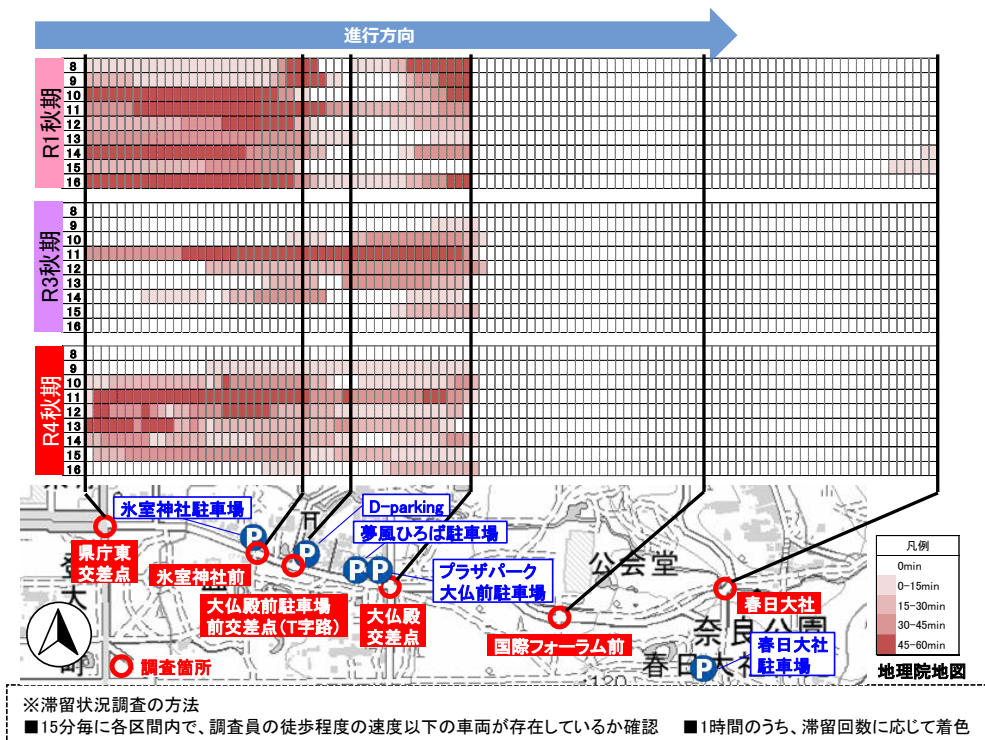 進行方向
R1秋期
8
9
10
11
12
13
14
15
16
R3秋期
8
9
10
11
12
13
14
15
16
R4秋期
8
9
10
11
12
13
14
15
16
氷室神社駐車場
D-parking
夢風ひろば駐車場
プラザパーク
大仏前駐車場
県庁東
交差点
氷室神社前
大仏殿前駐車場
前交差点(T字路)
大仏殿
交差点
国際フォーラム前
春日大社
春日大社
駐車場
P
P
P
P
P
公会堂
奈良公園
春日大社
登
大
町
120
調査箇所
凡例
0min
0-15min
15-30min
30-45min
45-60min
地理院地図
※滞留状況調査の方法
■15分毎に各区間内で、調査員の徒歩程度の速度以下の車両が存在しているか確認 ■1時間のうち、滞留回数に応じて着色